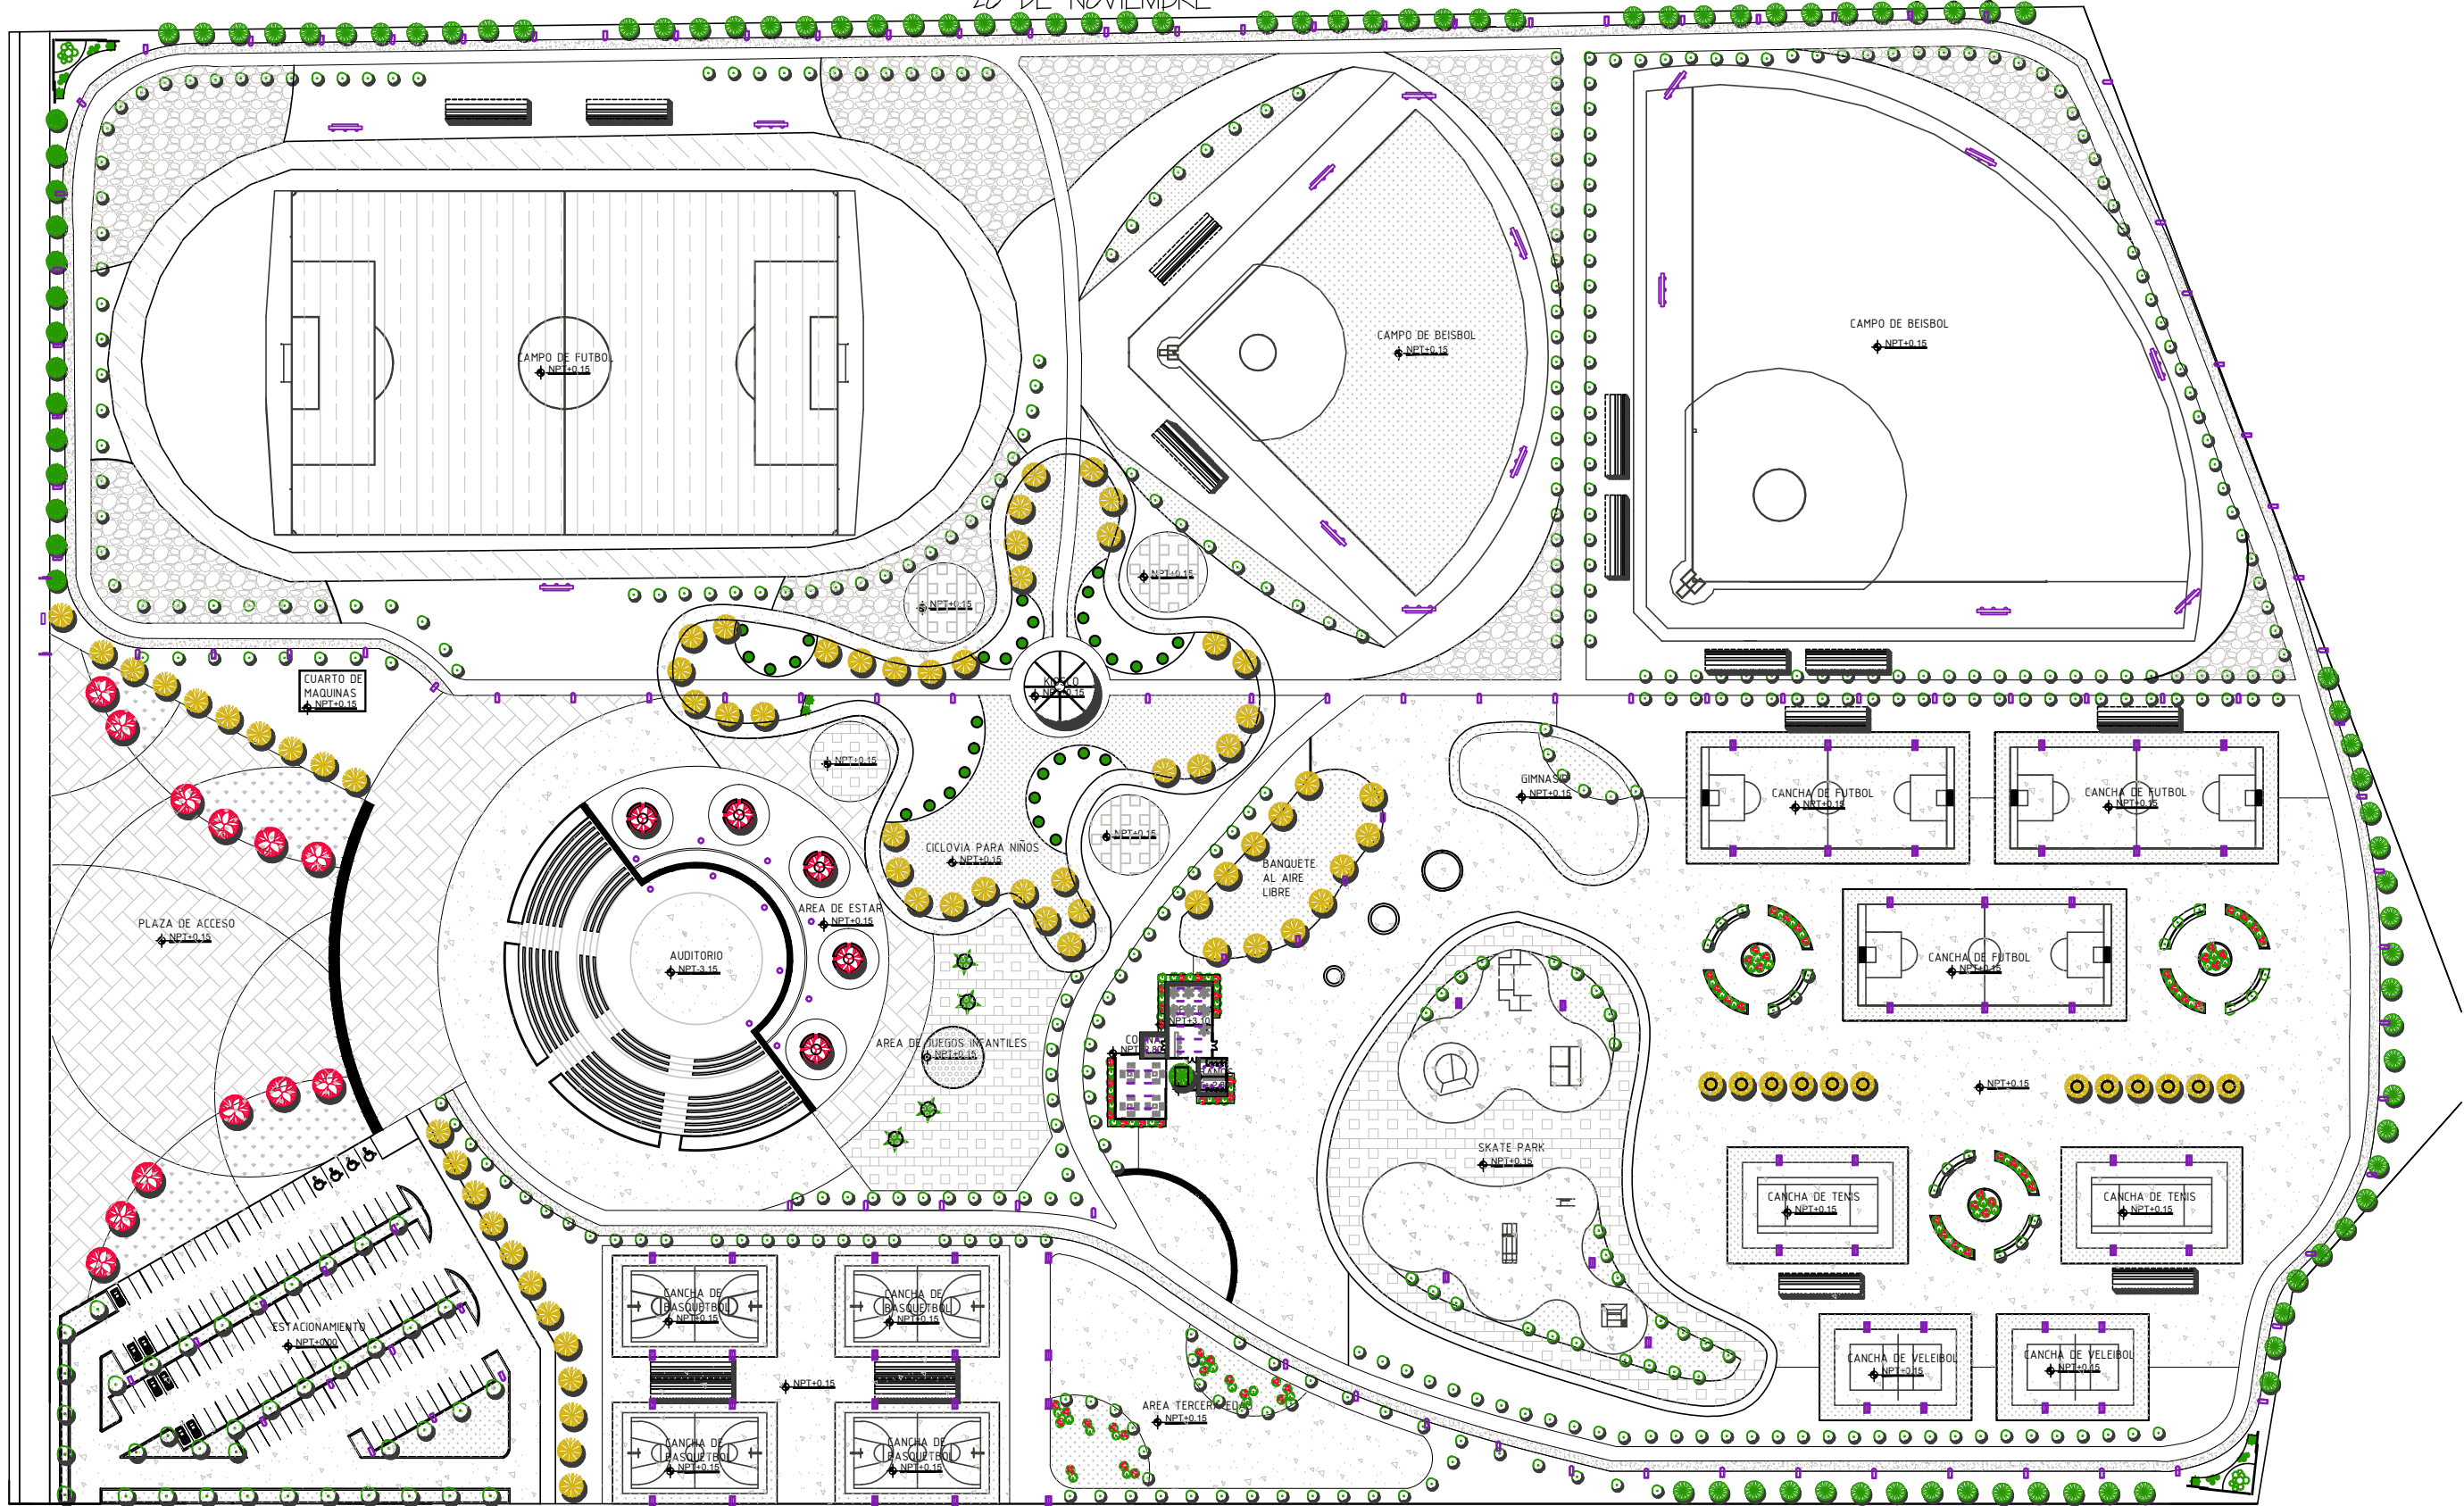 20 DE NOVIEMBRE
CAMPO DE FUTBOL
NPT+0.15
CAMPO DE BEISBOL
NPT+0.15
CAMPO DE BEISBOL
NPT+0.15
NPT+0.15
NPT+0.15
CUARTO DE
MAQUINAS
NPT+0.15
KIOSCO
NPT+0.15
NPT+0.15
NPT+0.15
GIMNASIO
NPT+0.15
CANCHA DE FUTBOL
NPT+0.15
CANCHA DE FUTBOL
NPT+0.15
CICLOVIA PARA NIÑOS
NPT+0.15
BANQUETE
AL AIRE
LIBRE
PLAZA DE ACCESO
NPT+0.15
AREA DE ESTAR
NPT+0.15
AUDITORIO
NPT-3.15
CANCHA DE FUTBOL
NPT+0.15
AREA DE JUEGOS INFANTILES
NPT+0.15
NPT+3.10
NPT+0.15
SKATE PARK
NPT+0.15
CANCHA DE TENIS
NPT+0.15
CANCHA DE TENIS
NPT+0.15
ESTACIONAMIENTO
NPT+0.00
CANCHA DE
BASQUETBOL
NPT+0.15
CANCHA DE
BASQUETBOL
NPT+0.15
CANCHA DE VELEIBOL
NPT+0.15
CANCHA DE VELEIBOL
NPT+0.15
NPT+0.15
AREA TERCERA EDAD
NPT+0.15
CANCHA DE
BASQUETBOL
NPT+0.15
CANCHA DE
BASQUETBOL
NPT+0.15